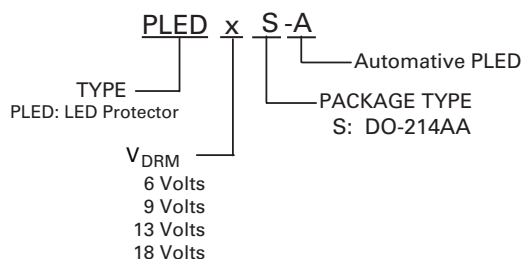 PLED x S -A
Automative PLED
TYPE
PLED: LED Protector
PACKAGE TYPE
S: DO-214AA
VDRM
6 Volts
9 Volts
13 Volts
18 Volts